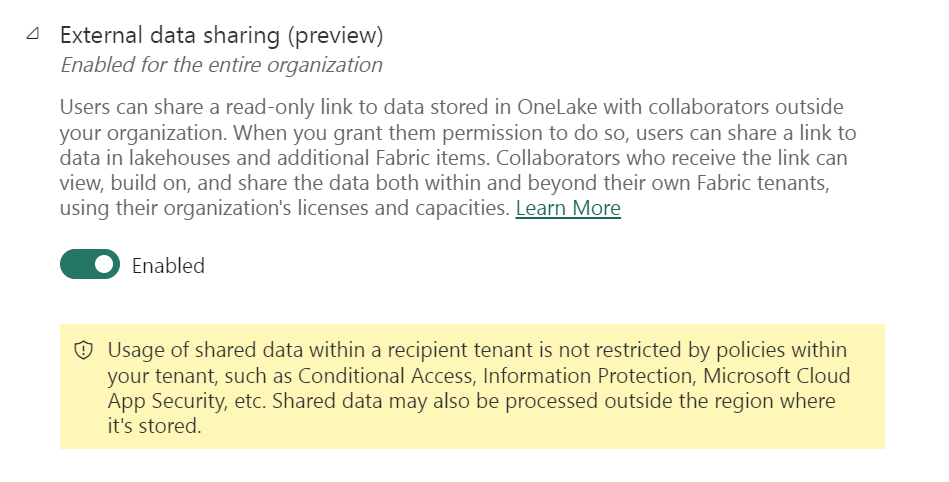 External data sharing (preview)
Enabled for the entire organization
Users can share a read-only link to data stored in OneLake with collaborators outside
your organization. When you grant them permission to do so, users can share a link to
data in lakehouses and additional Fabric items. Collaborators who receive the link can
view, build on, and share the data both within and beyond their own Fabric tenants,
using their organization's licenses and capacities. Learn More
Enabled
Usage of shared data within a recipient tenant is not restricted by policies within
your tenant, such as Conditional Access, Information Protection, Microsoft Cloud
App Security, etc. Shared data may also be processed outside the region where
it's stored.